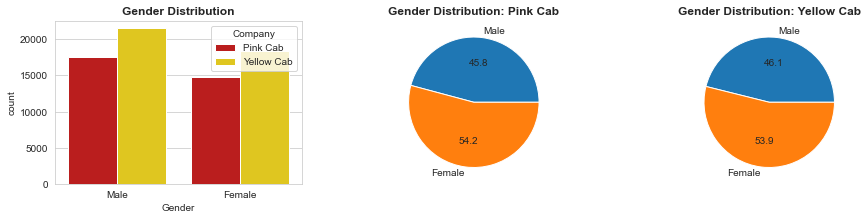 Gender Distribution
count
20000
15000
10000
5000
0
Company
Pink Cab
Yellow Cab
Male
Female
Gender
Gender Distribution: Pink Cab
Male
45.8
54.2
Female
Gender Distribution: Yellow Cab
Male
46.1
53.9
Female